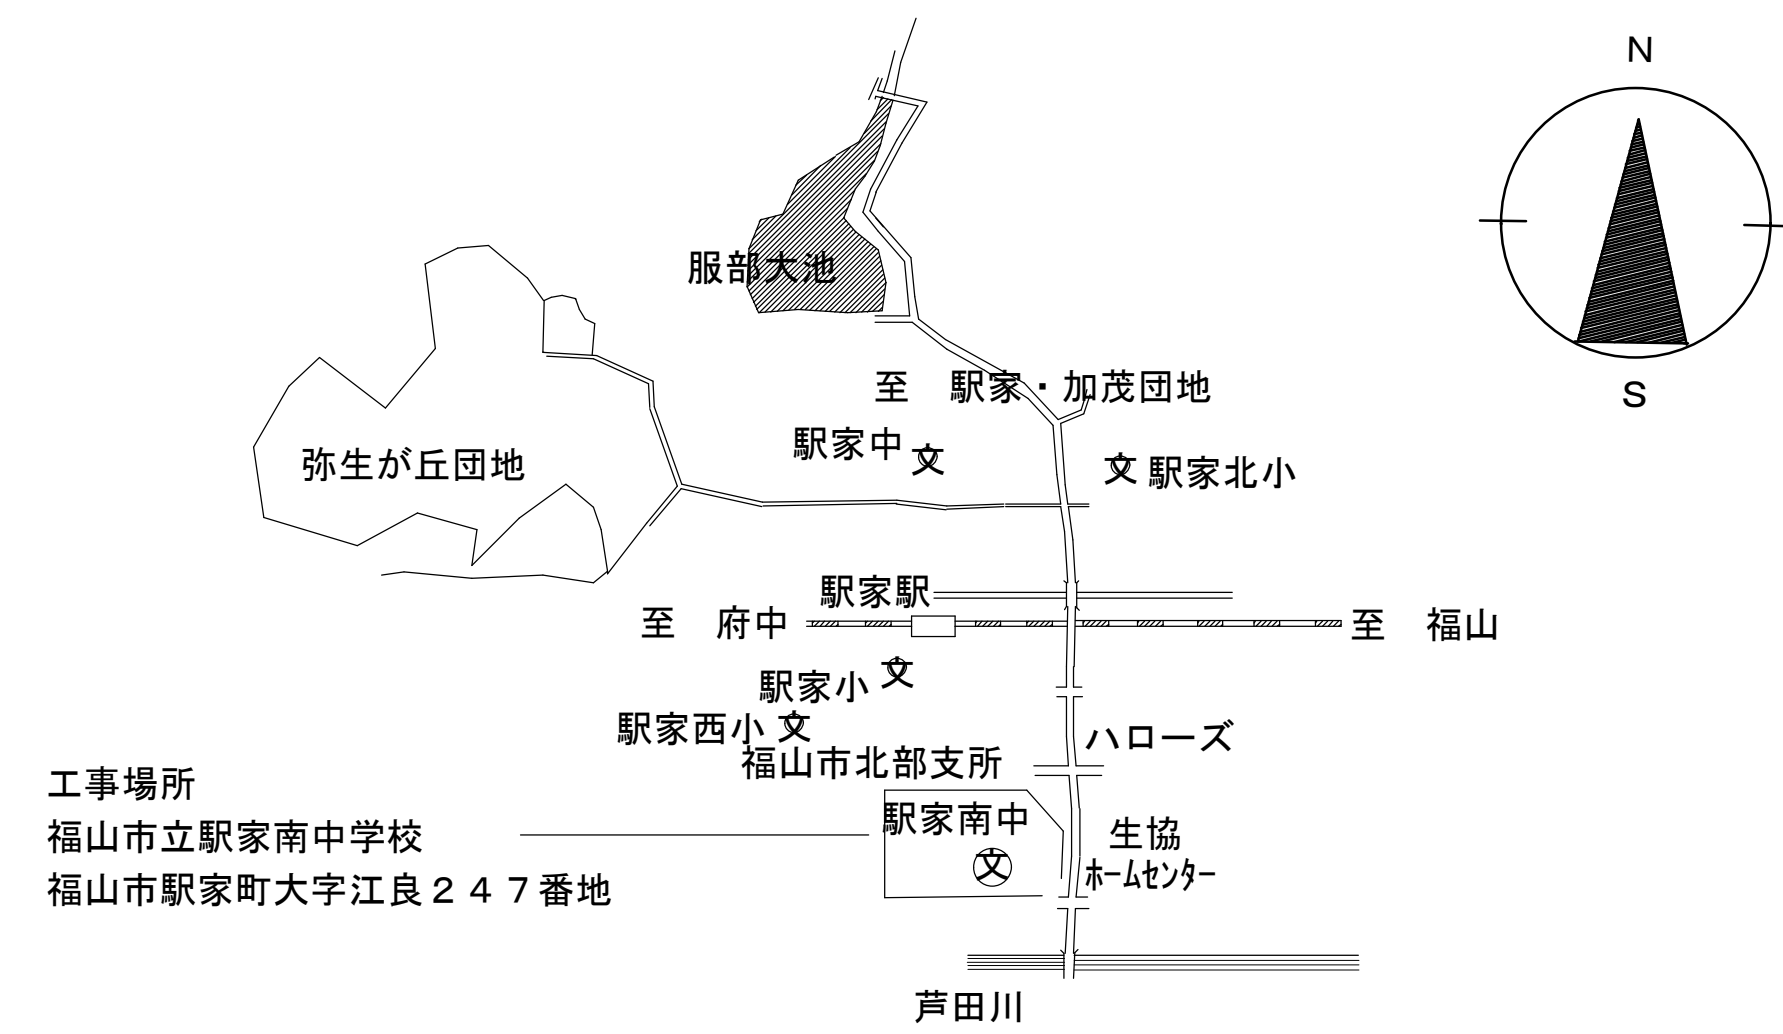 N
S
服部大池
至　駅家・加茂団地
駅家中 文
文 駅家北小
弥生が丘団地
駅家駅
至　府中
至　福山
駅家小 文
駅家西小 文
ハローズ
福山市北部支所
工事場所
福山市立駅家南中学校
福山市駅家町大字江良２４７番地
駅家南中
文
生協
ホームセンター
芦田川